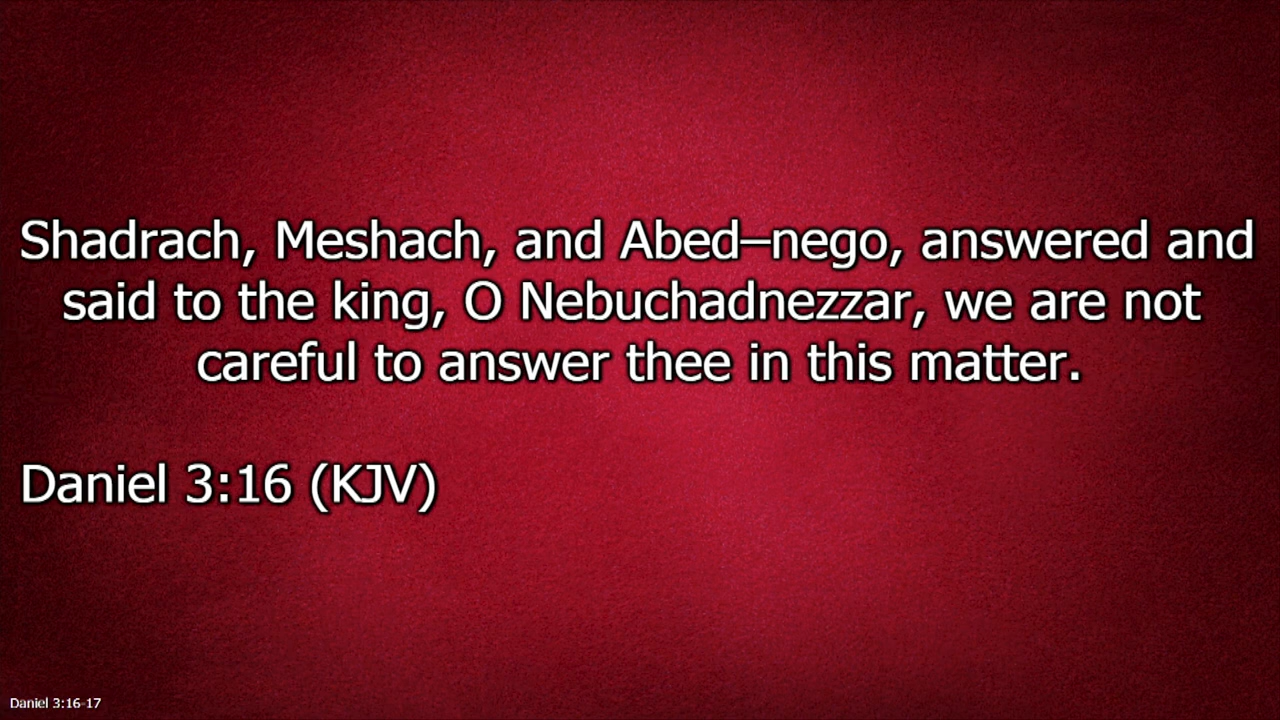 Shadrach, Meshach, and Abed–nego, answered and
said to the king, O Nebuchadnezzar, we are not
careful to answer thee in this matter.
Daniel 3:16 (KJV)
Daniel 3:16-17